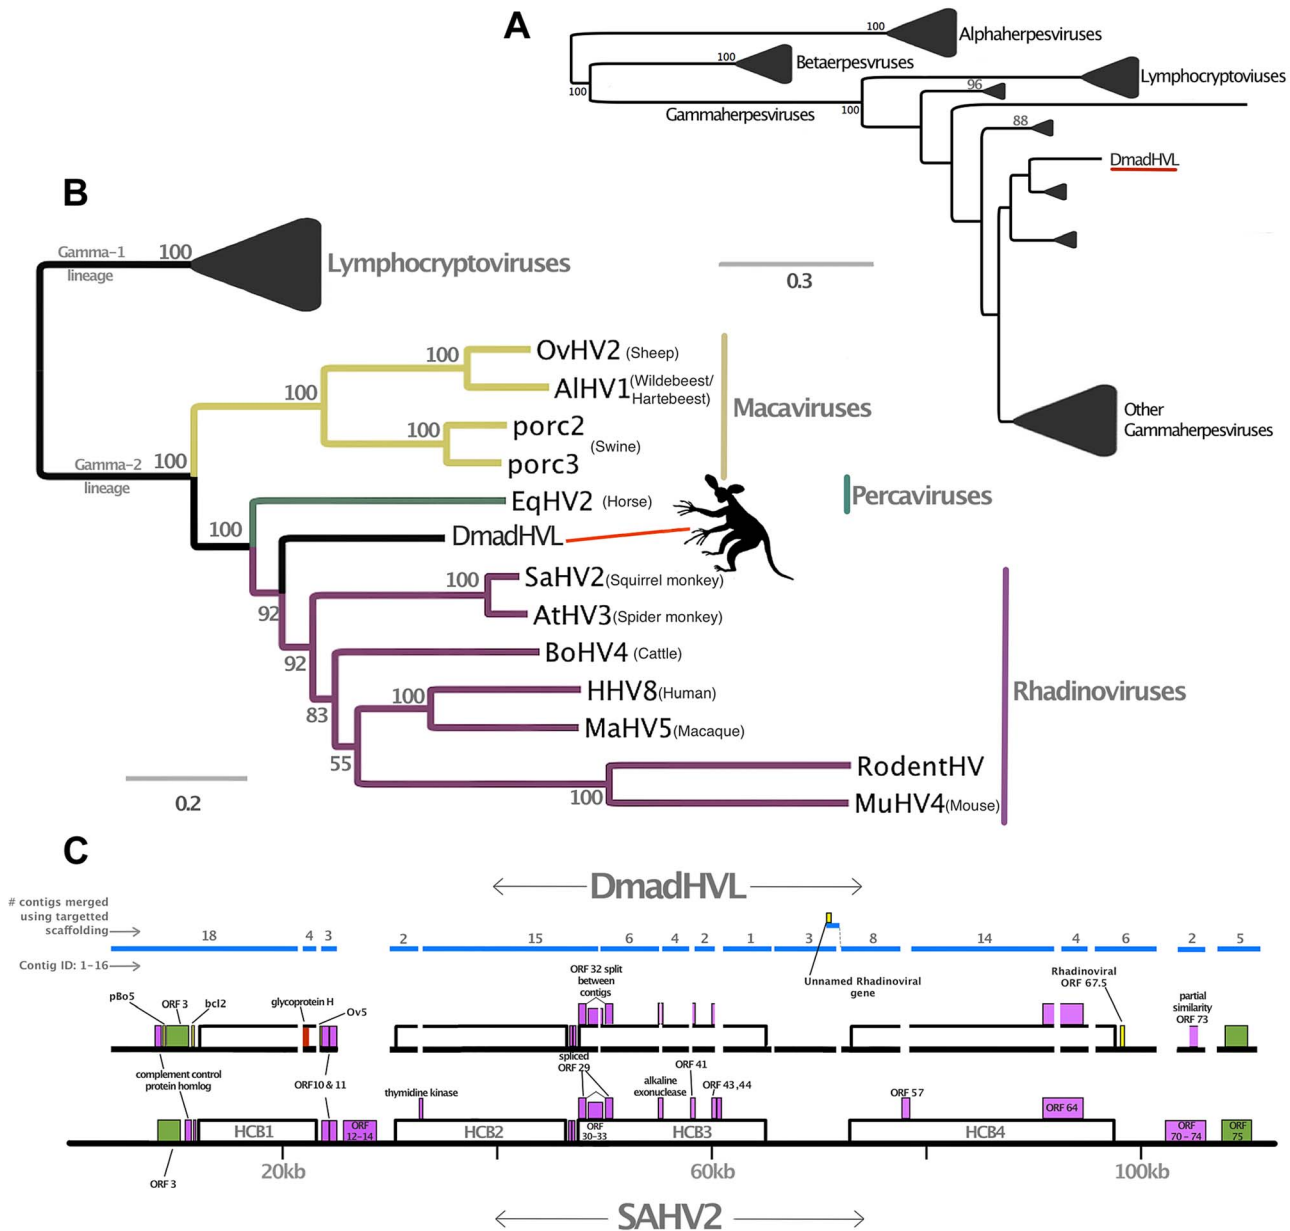 A
100
Alphaherpesviruses
100
Betaerpesvruses
100
Lymphocryptoviuses
96
Gammaherpesviruses
100
88
DmadHVL
0.3
Other
Gammaherpesviruses
B
Gamma-1
lineage
100
Lymphocryptoviruses
100
OvHV2 (Sheep)
AlHV1 (Wildebeest/
Hartebeest)
100
100
porc2
(Swine)
porc3
Macaviruses
Gamma-2
lineage
100
EqHV2 (Horse)
Percaviruses
100
DmadHVL
100
SaHV2(Squirrel monkey)
92
AtHV3(Spider monkey)
92
BoHV4 (Cattle)
100
HHV8(Human)
83
MaHV5(Macaque)
Rhadinoviruses
55
RodentHV
100
MuHV4(Mouse)
0.2
C
DmadHVL
# contigs merged
using targetted
scaffolding
18 4 3 2 15 6 4 2 1 3 8 14 4 6 2 5
Contig ID: 1-16
Unnamed Rhadinoviral
gene
ORF 32 split
between
contigs
Rhadinoviral
ORF 67.5
partial
similarity
ORF 73
pBo5
ORF 3
bcl2
glycoprotein H
Ov5
complement control
protein homlog
ORF10 & 11
thymidine kinase
spliced
ORF 29
alkaline
exonuclease
ORF 41
ORF 43,44
ORF 57
ORF 64
HCB1
ORF
12-14
HCB2
ORF
30-33
HCB3
HCB4
ORF
70 - 74
ORF
75
ORF 3
20kb
60kb
100kb
SAHV2